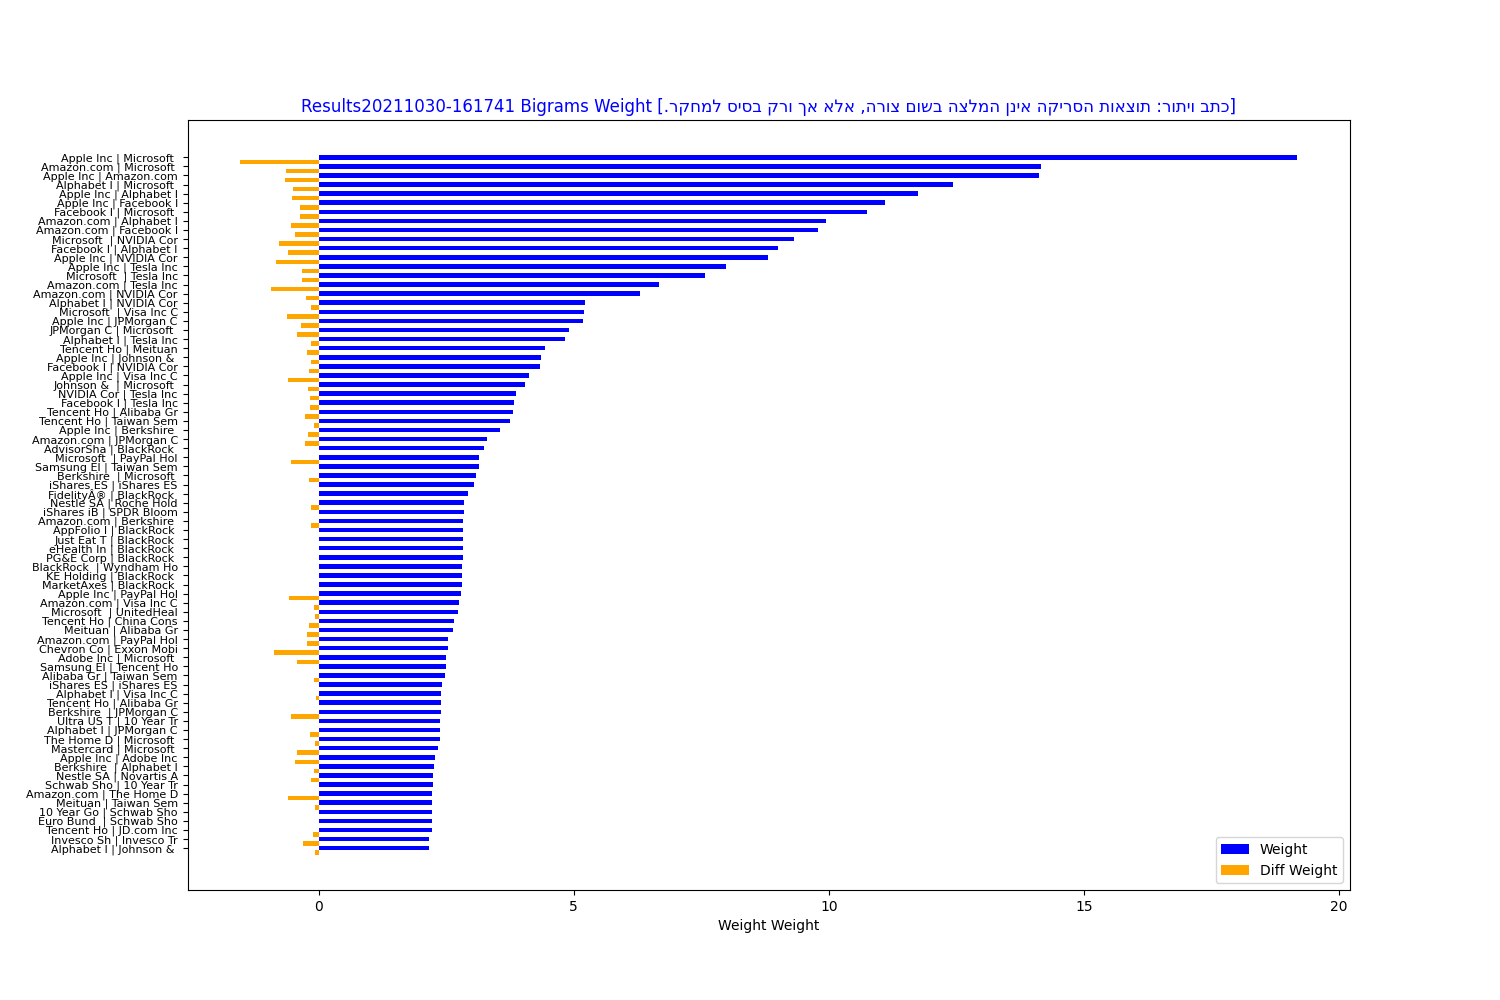 Results20211030-161741 Bigrams Weight [כתב ויתור: תוצאות הסריקה אינן המלצה בשום צורה, אלא אך ורק בסיס למחקר.]
Apple Inc | Microsoft
Amazon.com | Microsoft
Apple Inc | Amazon.com
Alphabet I | Microsoft
Apple Inc | Alphabet I
Apple Inc | Facebook I
Facebook I | Microsoft
Amazon.com | Alphabet I
Amazon.com | Facebook I
Microsoft | NVIDIA Cor
Facebook I | Alphabet I
Apple Inc | NVIDIA Cor
Apple Inc | Tesla Inc
Microsoft | Tesla Inc
Amazon.com | Tesla Inc
Amazon.com | NVIDIA Cor
Alphabet I | NVIDIA Cor
Microsoft | Visa Inc C
Apple Inc | JPMorgan C
JPMorgan C | Microsoft
Alphabet I | Tesla Inc
Tencent Ho | Meituan
Apple Inc | Johnson &
Facebook I | NVIDIA Cor
Apple Inc | Visa Inc C
Johnson & | Microsoft
NVIDIA Cor | Tesla Inc
Facebook I | Tesla Inc
Tencent Ho | Alibaba Gr
Tencent Ho | Taiwan Sem
Apple Inc | Berkshire
Amazon.com | JPMorgan C
AdvisorSha | BlackRock
Microsoft | PayPal Hol
Samsung El | Taiwan Sem
Berkshire | Microsoft
iShares ES | iShares ES
FidelityÂ® | BlackRock
Nestle SA | Roche Hold
iShares iB | SPDR Bloom
Amazon.com | Berkshire
AppFolio I | BlackRock
Just Eat T | BlackRock
eHealth In | BlackRock
PG&E Corp | BlackRock
BlackRock | Wyndham Ho
KE Holding | BlackRock
MarketAxes | BlackRock
Apple Inc | PayPal Hol
Amazon.com | Visa Inc C
Microsoft | UnitedHeal
Tencent Ho | China Cons
Meituan | Alibaba Gr
Amazon.com | PayPal Hol
Chevron Co | Exxon Mobi
Adobe Inc | Microsoft
Samsung El | Tencent Ho
Alibaba Gr | Taiwan Sem
iShares ES | iShares ES
Alphabet I | Visa Inc C
Tencent Ho | Alibaba Gr
Berkshire | JPMorgan C
Ultra US T | 10 Year Tr
Alphabet I | JPMorgan C
The Home D | Microsoft
Mastercard | Microsoft
Apple Inc | Adobe Inc
Berkshire | Alphabet I
Nestle SA | Novartis A
Schwab Sho | 10 Year Tr
Amazon.com | The Home D
Meituan | Taiwan Sem
10 Year Go | Schwab Sho
Euro Bund | Schwab Sho
Tencent Ho | JD.com Inc
Invesco Sh | Invesco Tr
Alphabet I | Johnson &
Weight
Diff Weight
0 5 10 15 20
Weight Weight